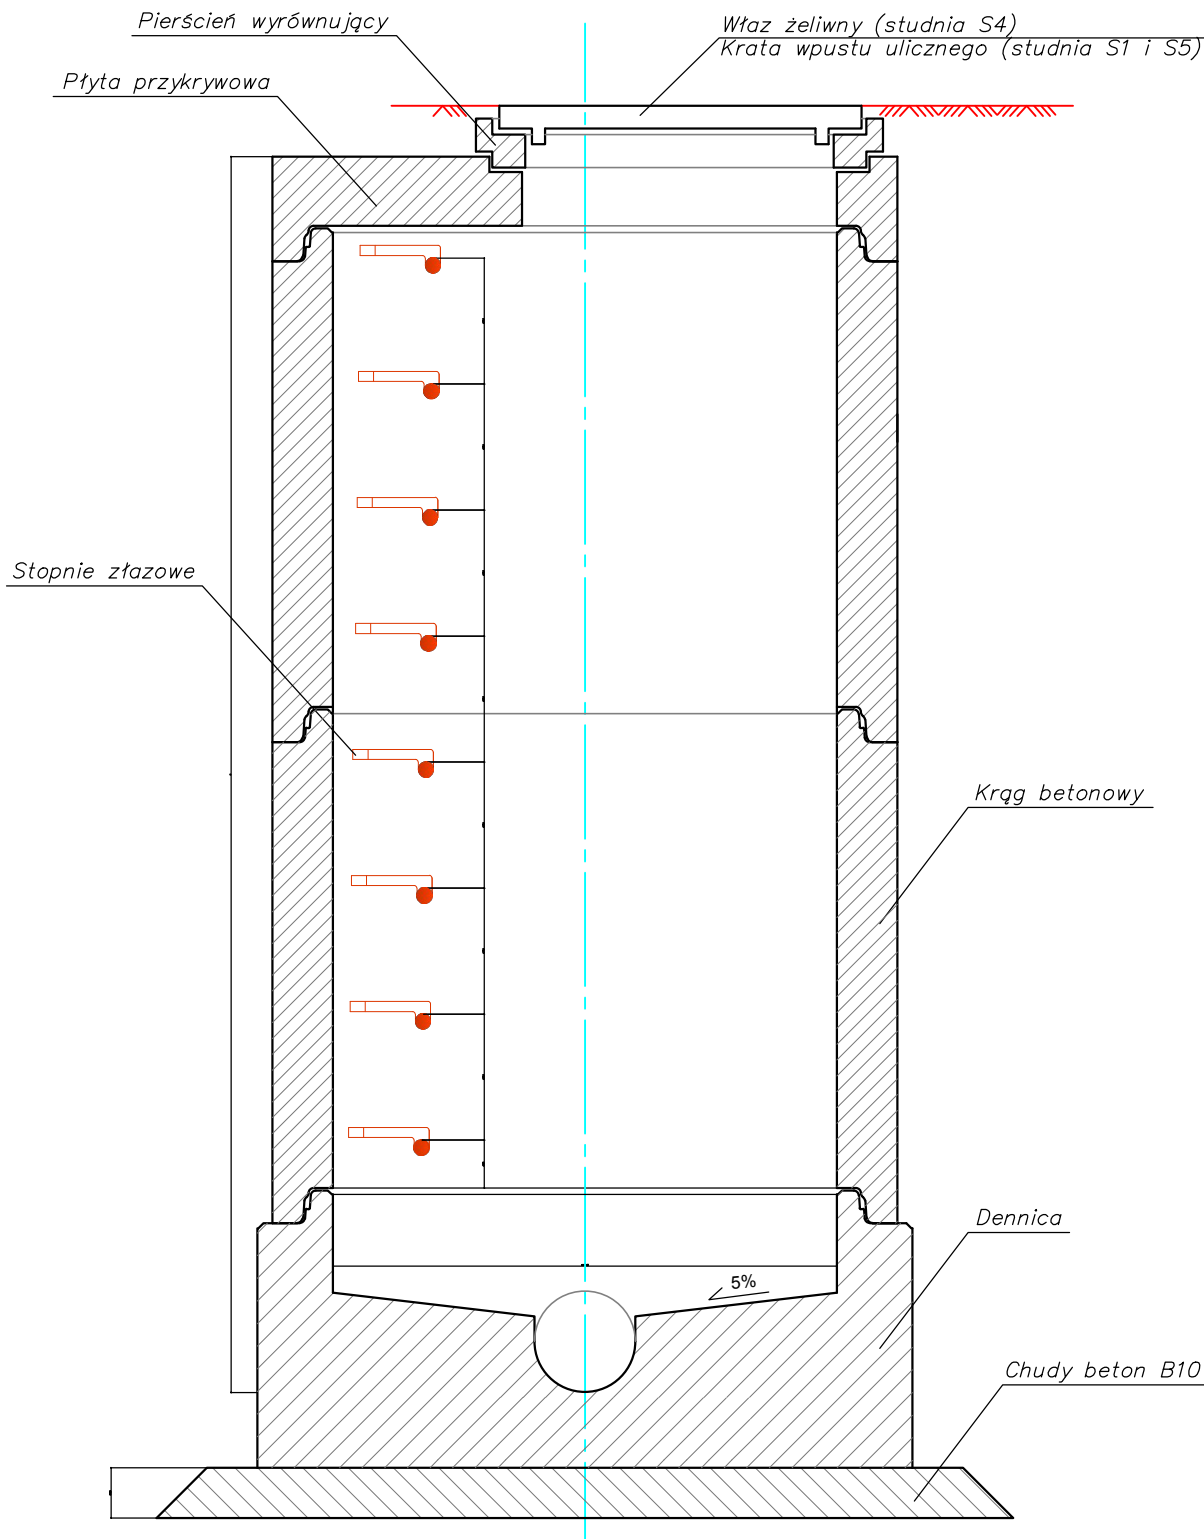 Pierścień wyrównujący
Właz żeliwny (studnia S4)
Krata wpustu ulicznego (studnia S1 i S5)
Płyta przykrywowa
Stopnie złazowe
Krąg betonowy
Dennica
5%
Chudy beton B10